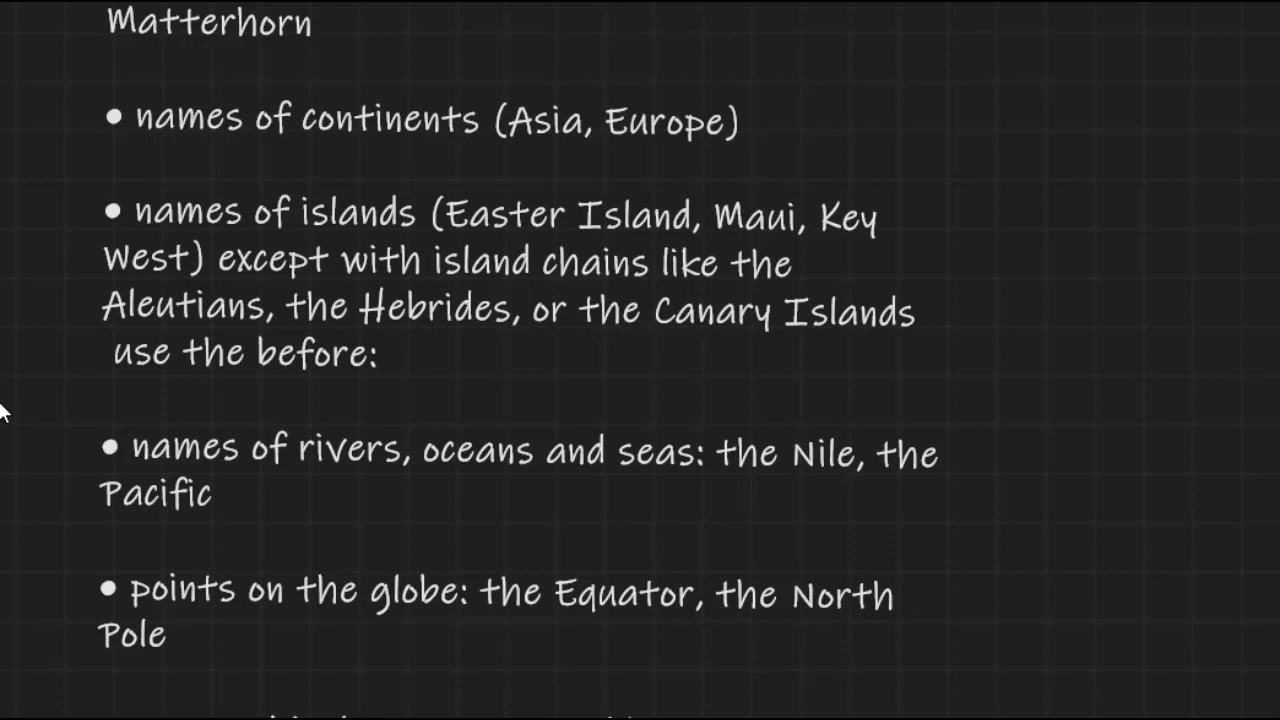 Matterhorn
• names of continents (Asia, Europe)
• names of islands (Easter Island, Maui, Key
West) except with island chains like the
Aleutians, the Hebrides, or the Canary Islands
use the before:
• names of rivers, oceans and seas: the Nile, the
Pacific
• points on the globe: the Equator, the North
Pole